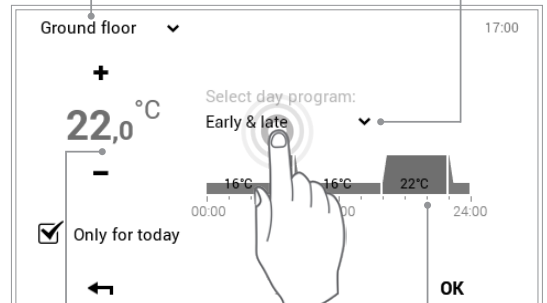 Ground floor
17:00
+
22,0 °C
−
Select day program:
Early & late
16°C 16°C 22°C
00:00 24:00
Only for today
OK